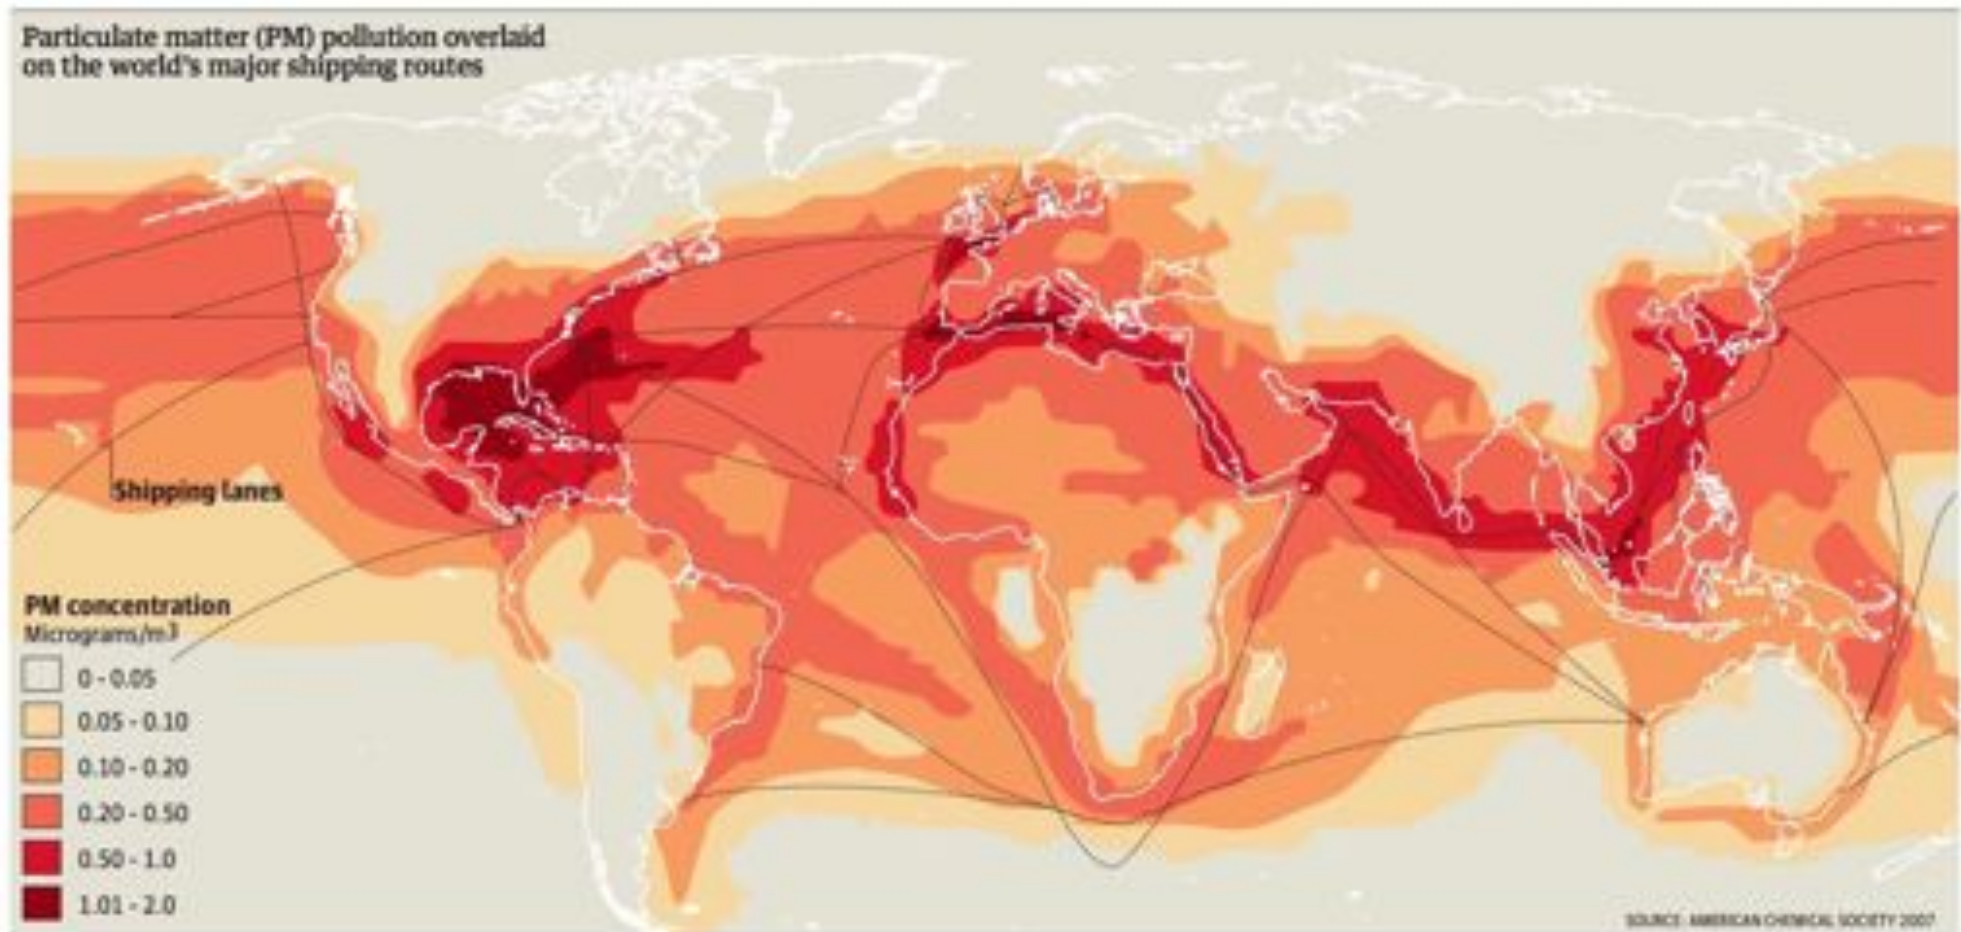 Particulate matter (PM) pollution overlaid
on the world's major shipping routes
Shipping lanes
PM concentration
Micrograms/m3
0 - 0.05
0.05 - 0.10
0.10 - 0.20
0.20 - 0.50
0.50 - 1.0
1.01 - 2.0
SOURCE: AMERICAN CHEMICAL SOCIETY 2007